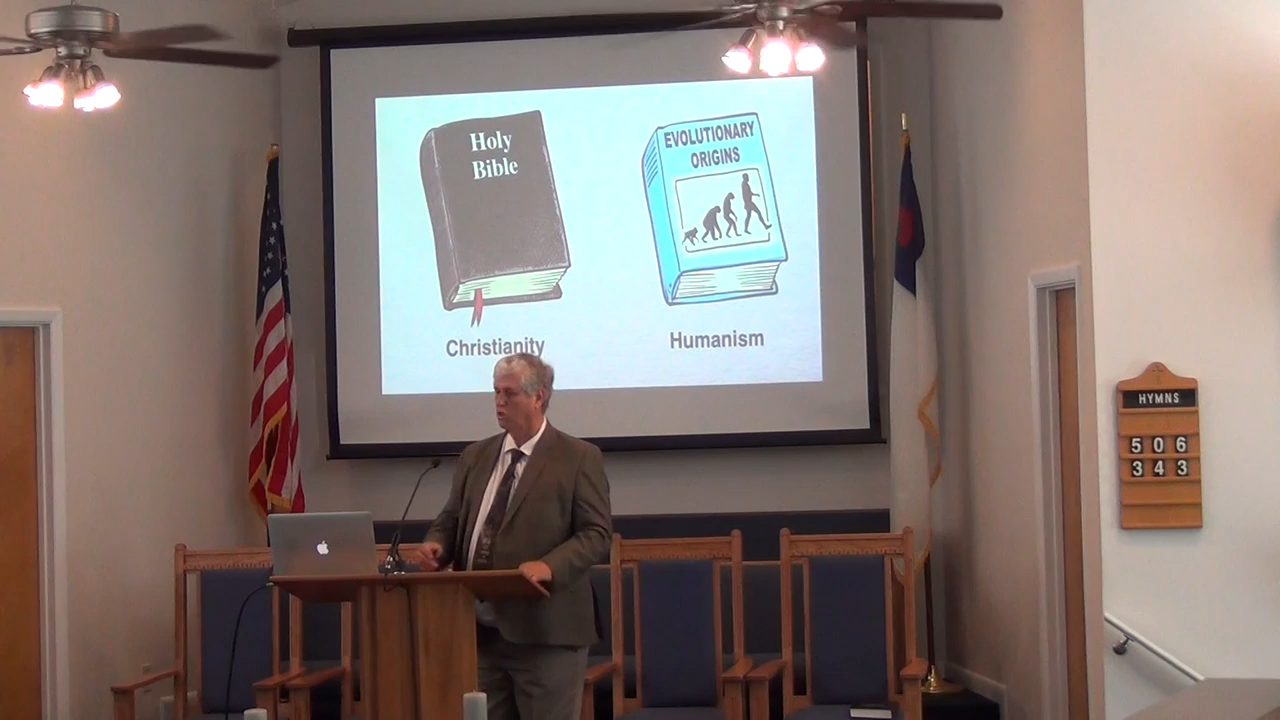 Holy
Bible
EVOLUTIONARY
ORIGINS
Christianity
Humanism
HYMNS
506
343